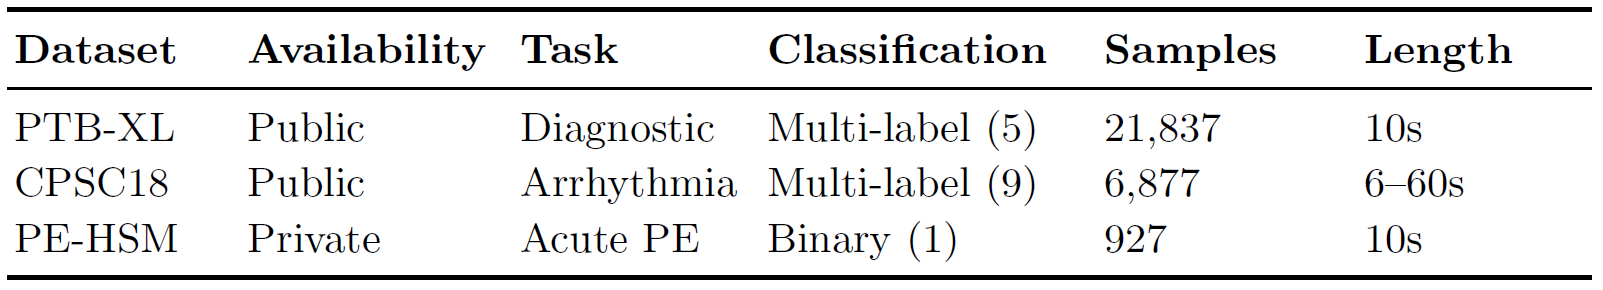 Dataset Availability Task Classification Samples Length
PTB-XL Public Diagnostic Multi-label (5) 21,837 10s
CPSC18 Public Arrhythmia Multi-label (9) 6,877 6–60s
PE-HSM Private Acute PE Binary (1) 927 10s